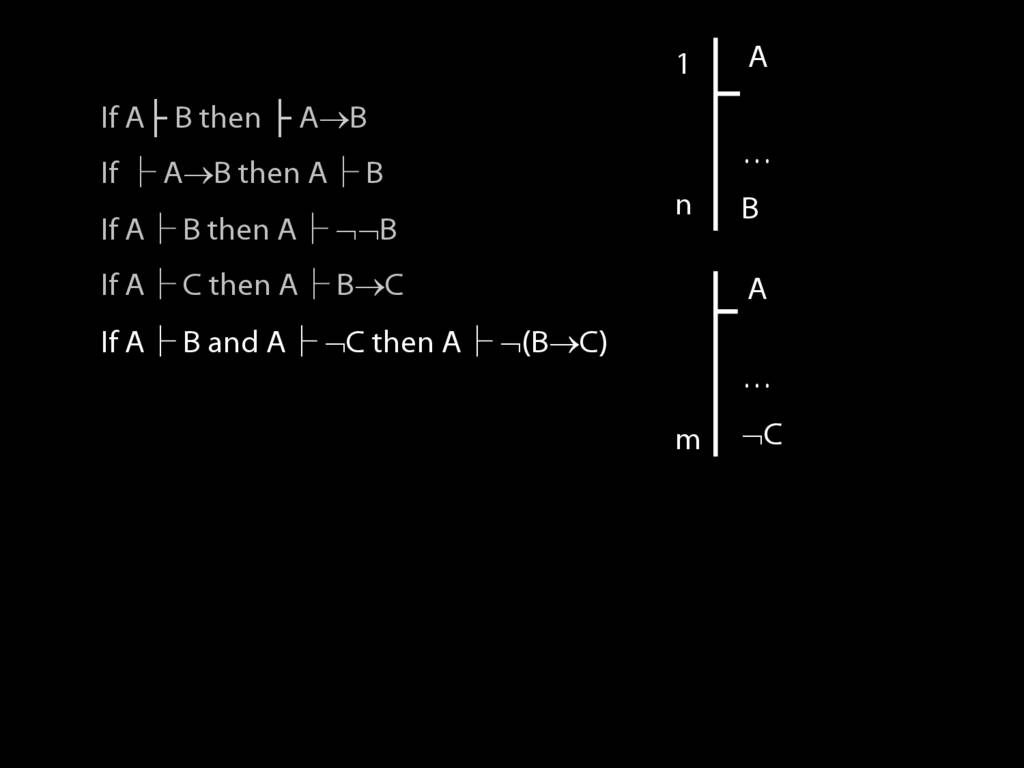 If A ├ B then ├ A→B
If ├ A→B then A ├ B
If A ├ B then A ├ ¬¬B
If A ├ C then A ├ B→C
If A ├ B and A ├ ¬C then A ├ ¬(B→C)
1 A
...
n B
A
...
m ¬C